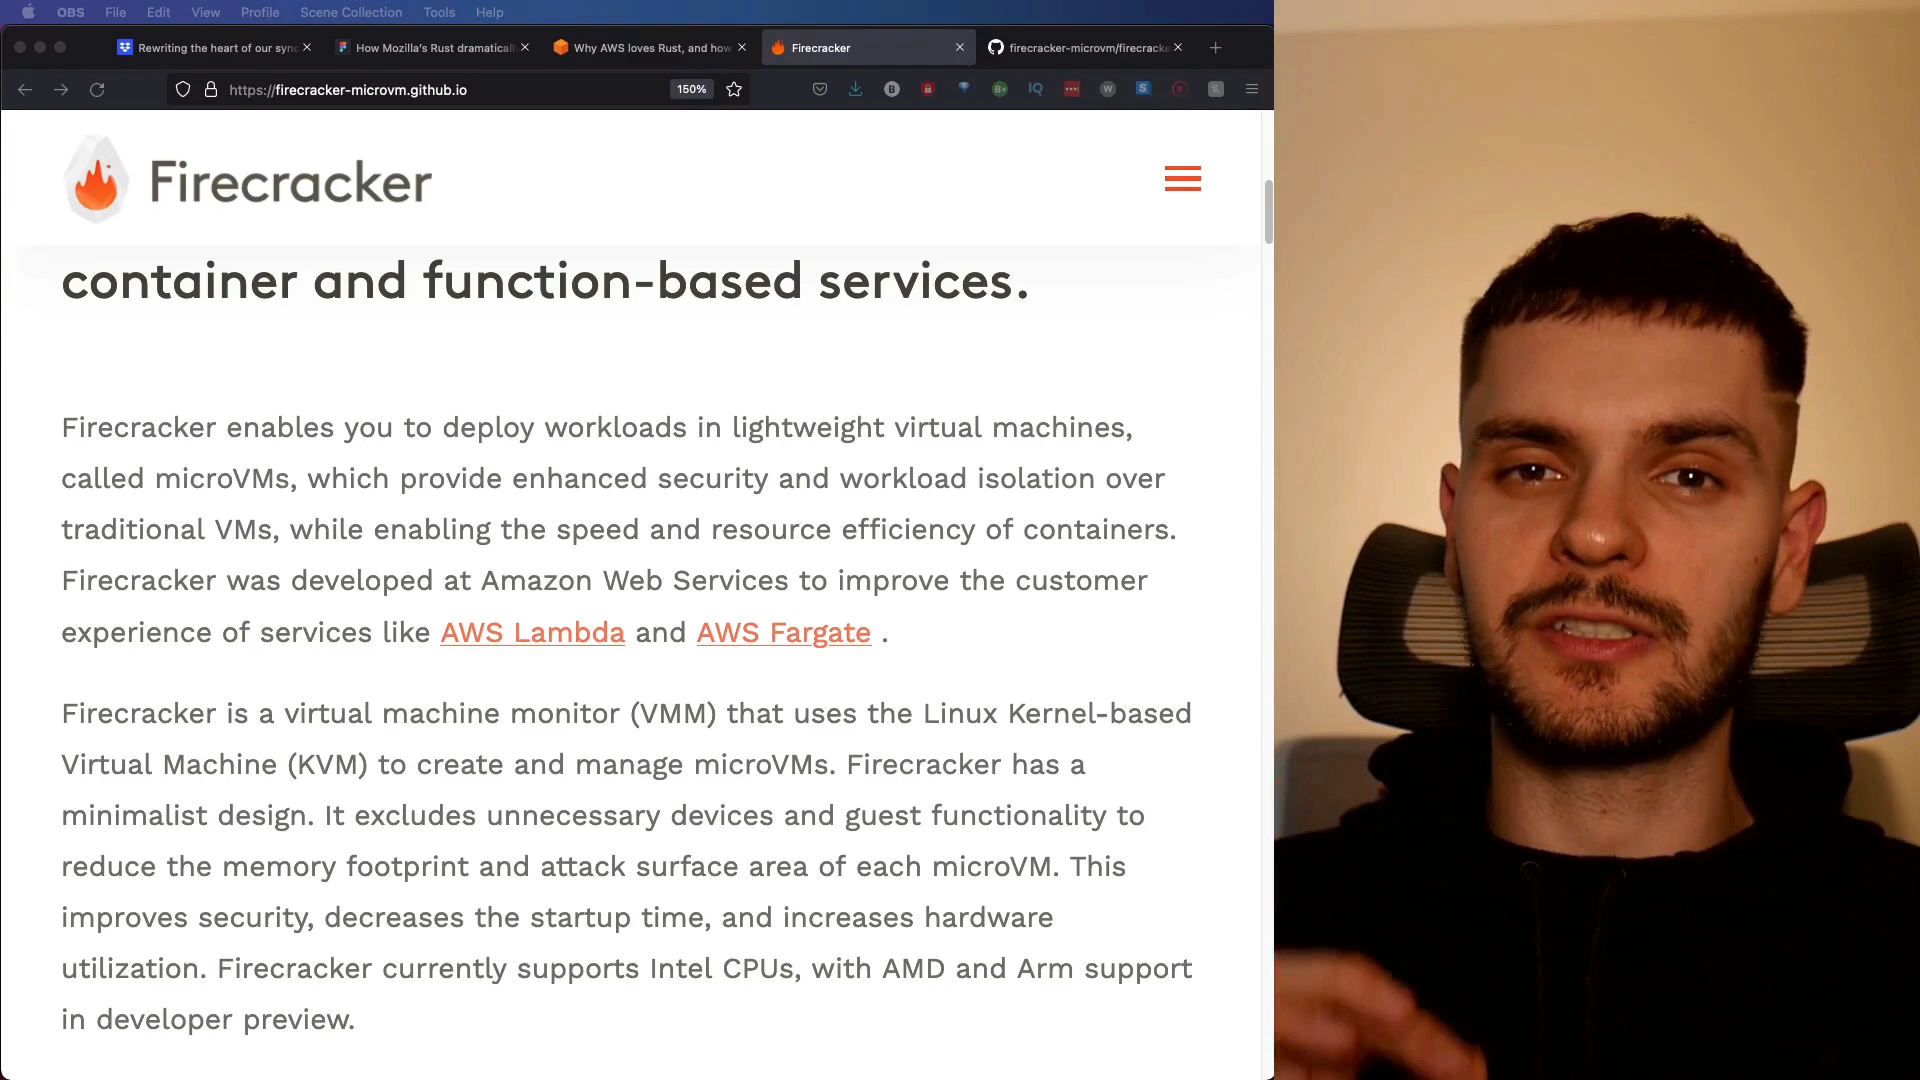 OBS File Edit View Profile Scene Collection Tools Help
Rewriting the heart of our sync
How Mozilla's Rust dramatical
Why AWS loves Rust, and how
Firecracker
firecracker-microvm/firecracke
https://firecracker-microvm.github.io
150%
Firecracker
container and function-based services.
Firecracker enables you to deploy workloads in lightweight virtual machines,
called microVMs, which provide enhanced security and workload isolation over
traditional VMs, while enabling the speed and resource efficiency of containers.
Firecracker was developed at Amazon Web Services to improve the customer
experience of services like AWS Lambda and AWS Fargate .
Firecracker is a virtual machine monitor (VMM) that uses the Linux Kernel-based
Virtual Machine (KVM) to create and manage microVMs. Firecracker has a
minimalist design. It excludes unnecessary devices and guest functionality to
reduce the memory footprint and attack surface area of each microVM. This
improves security, decreases the startup time, and increases hardware
utilization. Firecracker currently supports Intel CPUs, with AMD and Arm support
in developer preview.